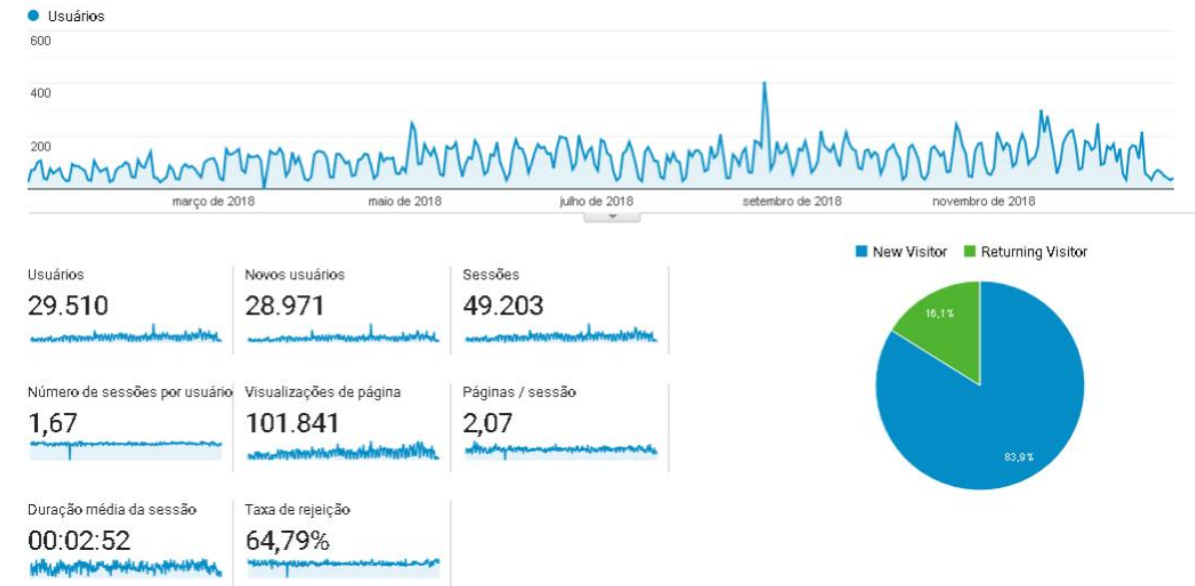 Usuários
600
400
200
março de 2018 maio de 2018 julho de 2018 setembro de 2018 novembro de 2018
New Visitor Returning Visitor
Usuários Novos usuários Sessões
29.510 28.971 49.203
16,1%
Número de sessões por usuário Visualizações de página Páginas / sessão
1,67 101.841 2,07
83,9%
Duração média da sessão Taxa de rejeição
00:02:52 64,79%